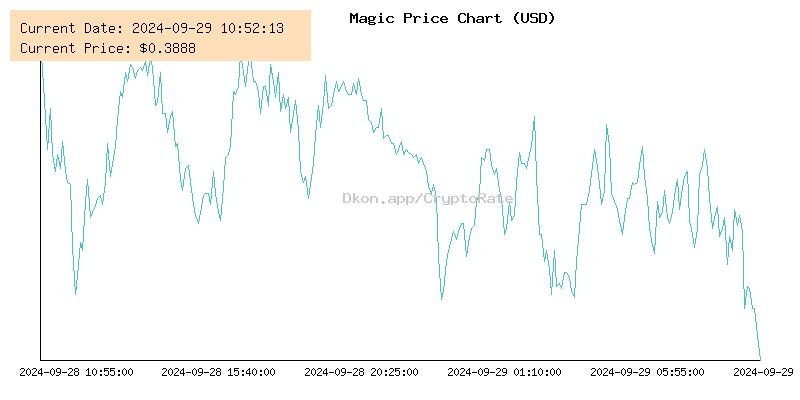 Magic Price Chart (USD)
Current Date: 2024-09-29 10:52:13
Current Price: $0.3888
Dkon.app/CryptoRate
2024-09-28 10:55:00 2024-09-28 15:40:00 2024-09-28 20:25:00 2024-09-29 01:10:00 2024-09-29 05:55:00 2024-09-29